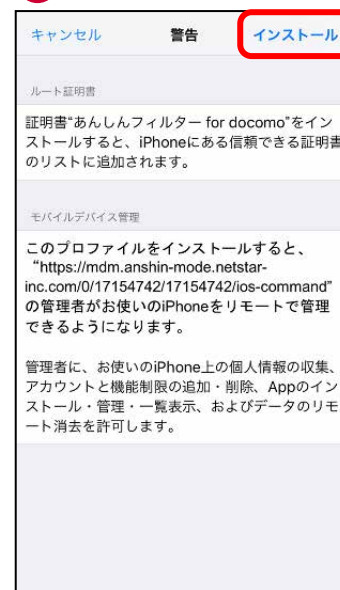 キャンセル 警告 インストール
ルート証明書
証明書“あんしんフィルター for docomo”をイン
ストールすると、iPhoneにある信頼できる証明書
のリストに追加されます。
モバイルデバイス管理
このプロファイルをインストールすると、
“https://mdm.anshin-mode.netstar-
inc.com/0/17154742/17154742/ios-command”
の管理者がお使いのiPhoneをリモートで管理
できるようになります。
管理者に、お使いのiPhone上の個人情報の収集、
アカウントと機能制限の追加・削除、Appのイン
ストール・管理・一覧表示、およびデータのリモ
ート消去を許可します。